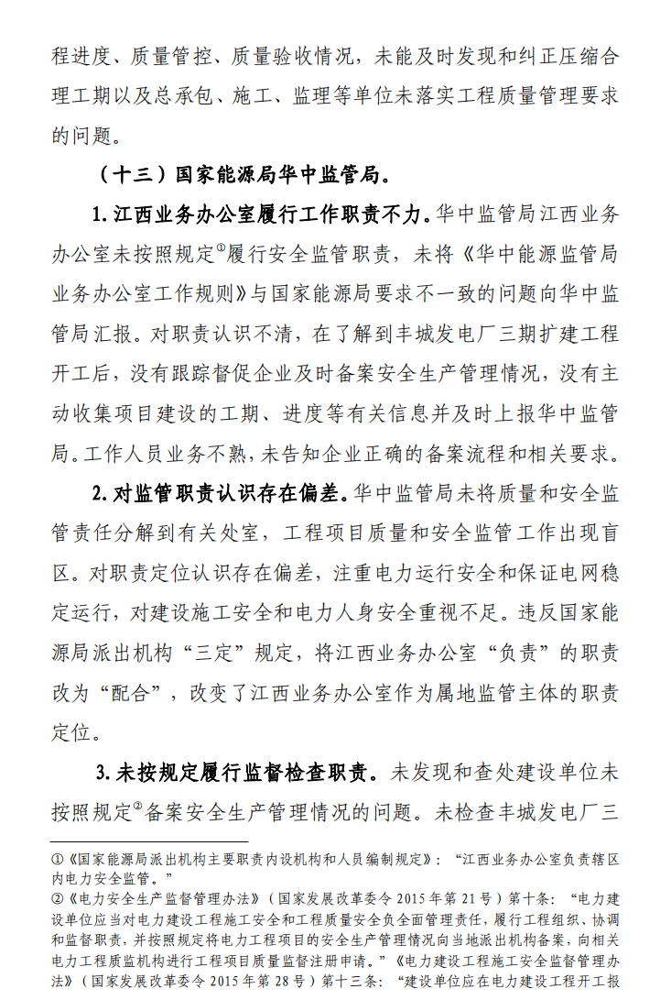 程进度、质量管控、质量验收情况，未能及时发现和纠正压缩合
理工期以及总承包、施工、监理等单位未落实工程质量管理要求
的问题。
（十三）国家能源局华中监管局。
1.江西业务办公室履行工作职责不力。华中监管局江西业务
办公室未按照规定①履行安全监管职责，未将《华中能源监管局
业务办公室工作规则》与国家能源局要求不一致的问题向华中监
管局汇报。对职责认识不清，在了解到丰城发电厂三期扩建工程
开工后，没有跟踪督促企业及时备案安全生产管理情况，没有主
动收集项目建设的工期、进度等有关信息并及时上报华中监管
局。工作人员业务不熟，未告知企业正确的备案流程和相关要求。
2.对监管职责认识存在偏差。华中监管局未将质量和安全监
管责任分解到有关处室，工程项目质量和安全监管工作出现盲
区。对职责定位认识存在偏差，注重电力运行安全和保证电网稳
定运行，对建设施工安全和电力人身安全重视不足。违反国家能
源局派出机构“三定”规定，将江西业务办公室“负责”的职责
改为“配合”，改变了江西业务办公室作为属地监管主体的职责
定位。
3.未按规定履行监督检查职责。未发现和查处建设单位未
按照规定②备案安全生产管理情况的问题。未检查丰城发电厂三
①《国家能源局派出机构主要职责内设机构和人员编制规定》：“江西业务办公室负责辖区
内电力安全监管。”
②《电力安全生产监督管理办法》（国家发展改革委令 2015 年第 21 号）第十条：“电力建
设单位应当对电力建设工程施工安全和工程质量安全负全面管理责任，履行工程组织、协调
和监督职责，并按照规定将电力工程项目的安全生产管理情况向当地派出机构备案，向相关
电力工程质监机构进行工程项目质量监督注册申请。”《电力建设工程施工安全监督管理办
法》（国家发展改革委令 2015 年第 28 号）第十三条：“建设单位应在电力建设工程开工报